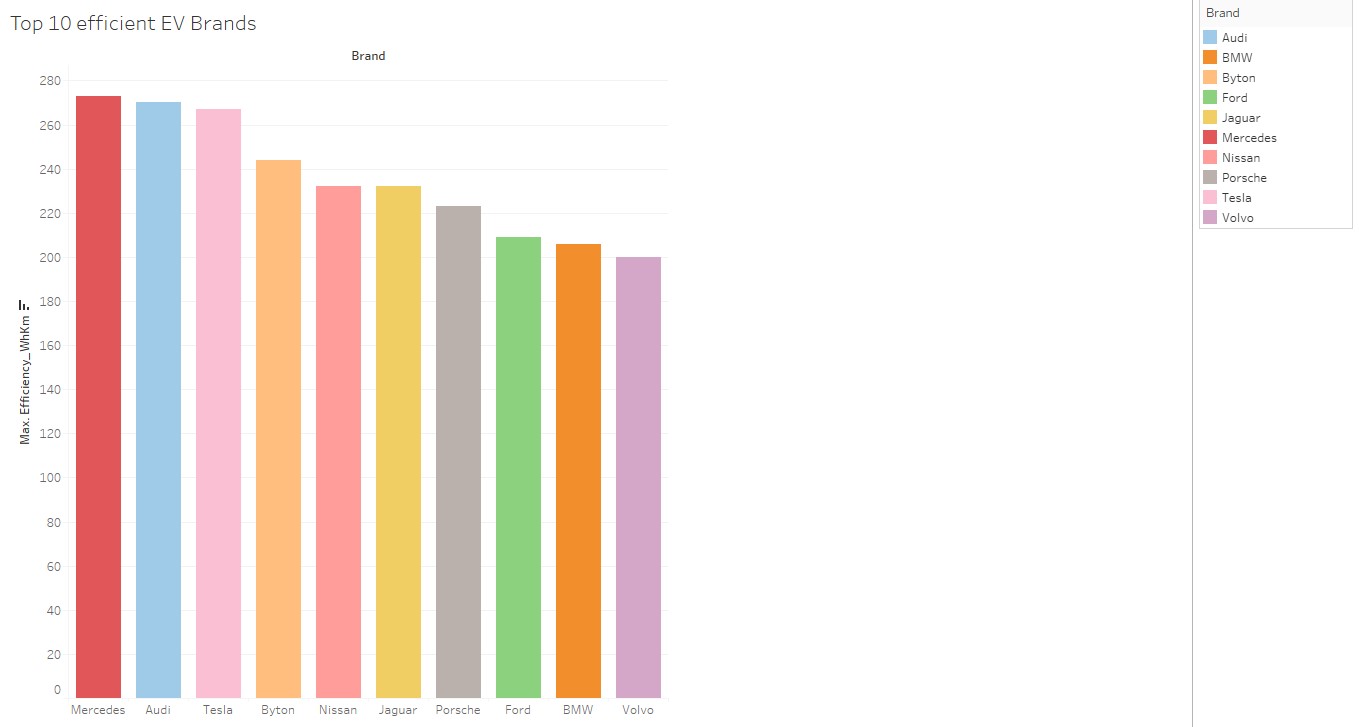 Top 10 efficient EV Brands
Brand
280
260
240
220
200
180
160
140
120
100
80
60
40
20
0
Max. Efficiency_WhKm
Mercedes Audi Tesla Byton Nissan Jaguar Porsche Ford BMW Volvo
Brand
Audi
BMW
Byton
Ford
Jaguar
Mercedes
Nissan
Porsche
Tesla
Volvo